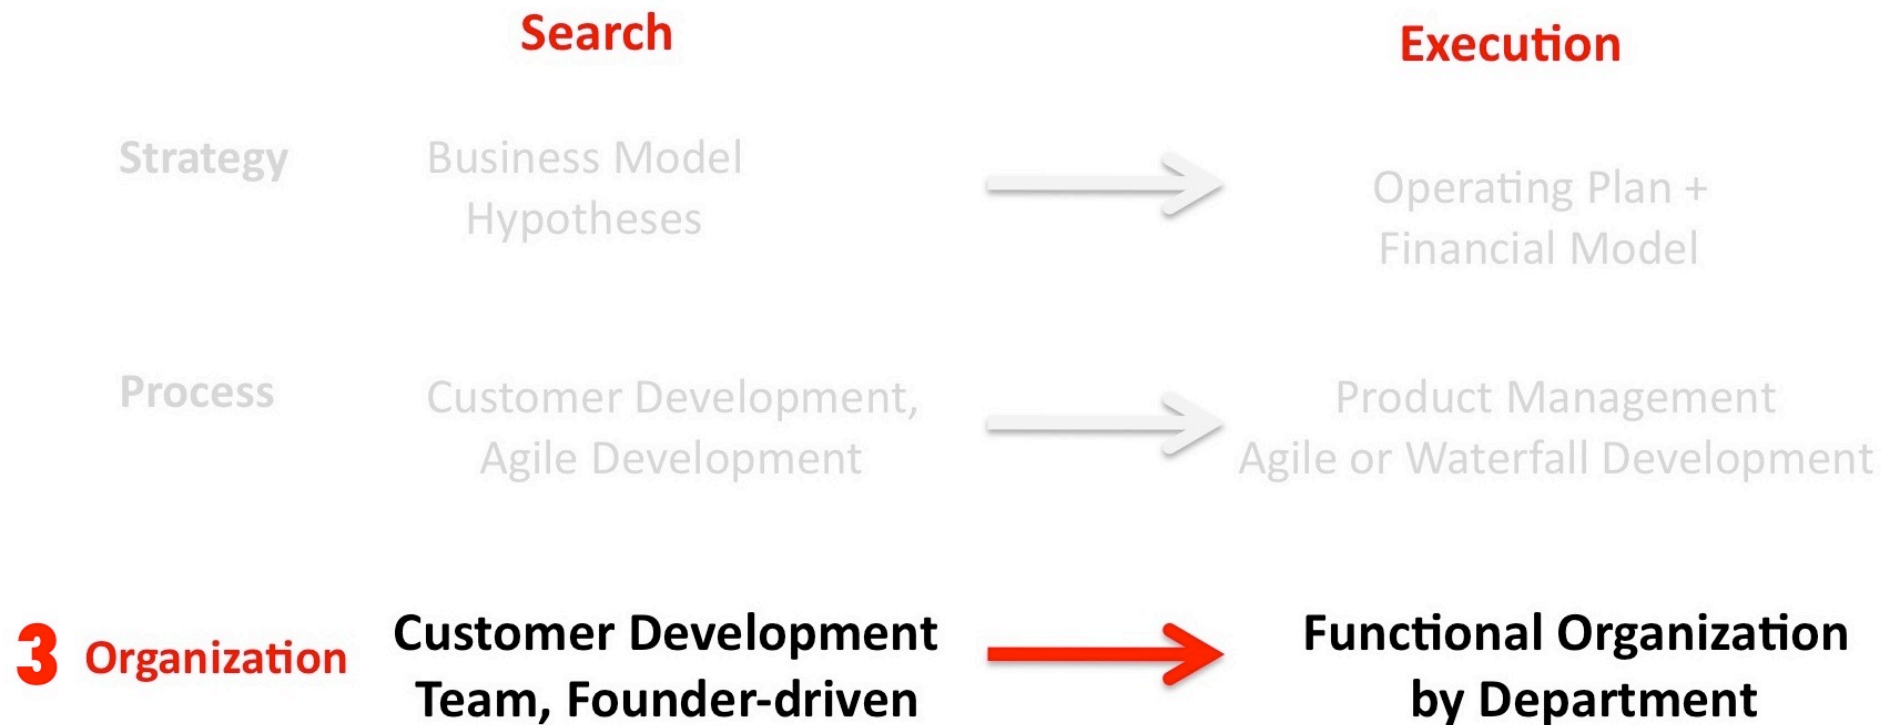 Search
Execution
Strategy
Business Model
Hypotheses
Operating Plan +
Financial Model
Process
Customer Development,
Agile Development
Product Management
Agile or Waterfall Development
3 Organization
Customer Development
Team, Founder-driven
Functional Organization
by Department